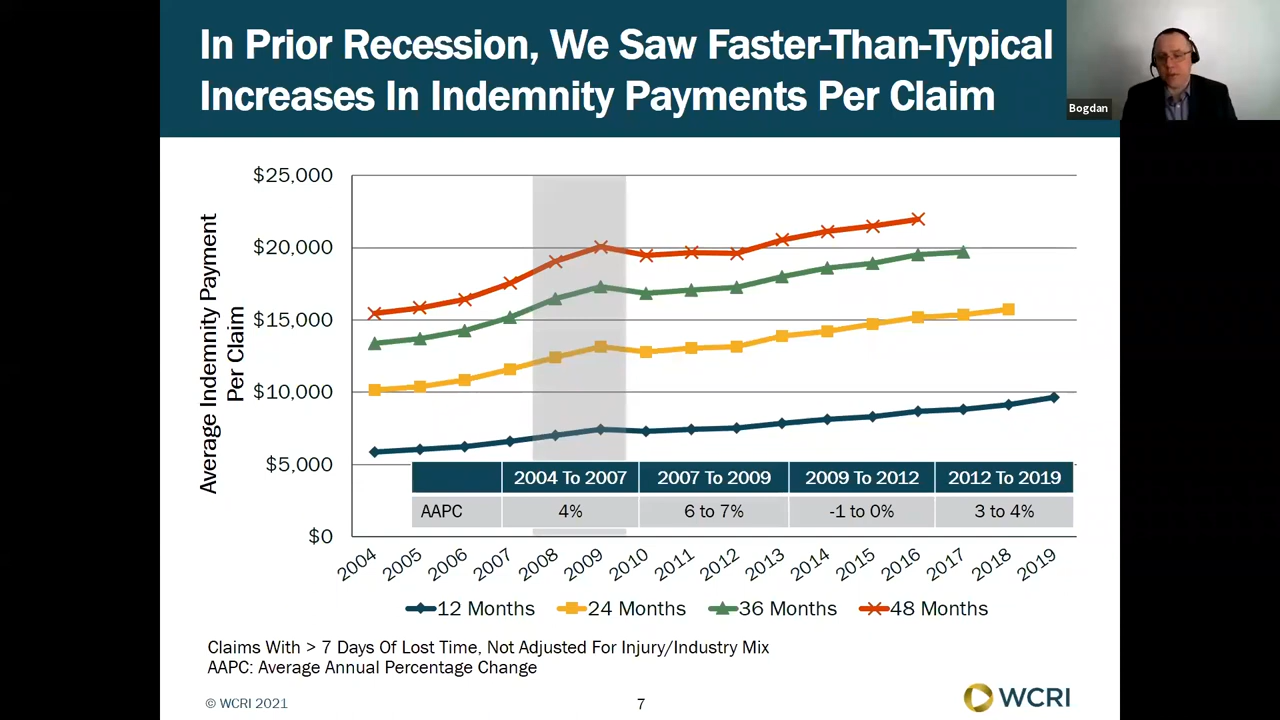 In Prior Recession, We Saw Faster-Than-Typical
Increases In Indemnity Payments Per Claim
Bogdan
Average Indemnity Payment
Per Claim
$25,000
$20,000
$15,000
$10,000
$5,000
$0
2004 To 2007 2007 To 2009 2009 To 2012 2012 To 2019
AAPC 4% 6 to 7% -1 to 0% 3 to 4%
2004 2005 2006 2007 2008 2009 2010 2011 2012 2013 2014 2015 2016 2017 2018 2019
12 Months 24 Months 36 Months 48 Months
Claims With > 7 Days Of Lost Time, Not Adjusted For Injury/Industry Mix
AAPC: Average Annual Percentage Change
© WCRI 2021
7
WCRI